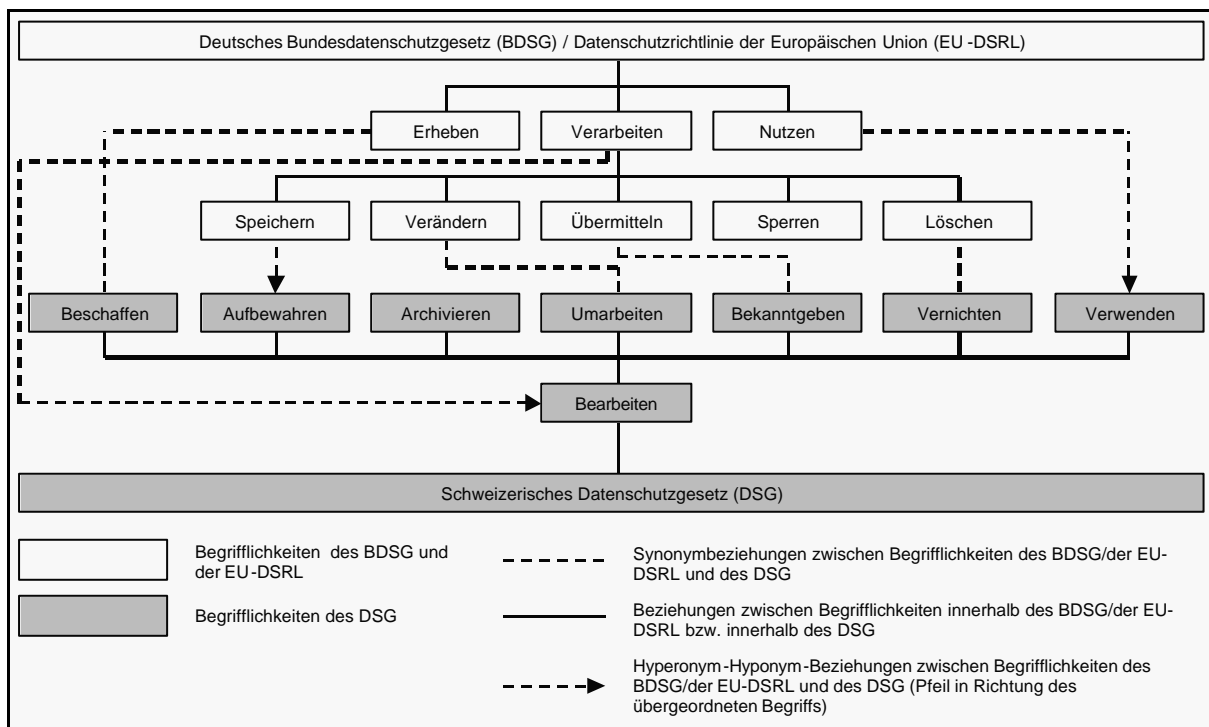 Deutsches Bundesdatenschutzgesetz (BDSG) / Datenschutzrichtlinie der Europäischen Union (EU -DSRL)
Erheben
Verarbeiten
Nutzen
Speichern
Verändern
Übermitteln
Sperren
Löschen
Beschaffen
Aufbewahren
Archivieren
Umarbeiten
Bekanntgeben
Vernichten
Verwenden
Bearbeiten
Schweizerisches Datenschutzgesetz (DSG)
Begrifflichkeiten des BDSG und
der EU-DSRL
Begrifflichkeiten des DSG
Synonymbeziehungen zwischen Begrifflichkeiten des BDSG/der EU-
DSRL und des DSG
Beziehungen zwischen Begrifflichkeiten innerhalb des BDSG/der EU-
DSRL bzw. innerhalb des DSG
Hyperonym-Hyponym-Beziehungen zwischen Begrifflichkeiten des
BDSG/der EU-DSRL und des DSG (Pfeil in Richtung des
übergeordneten Begriffs)